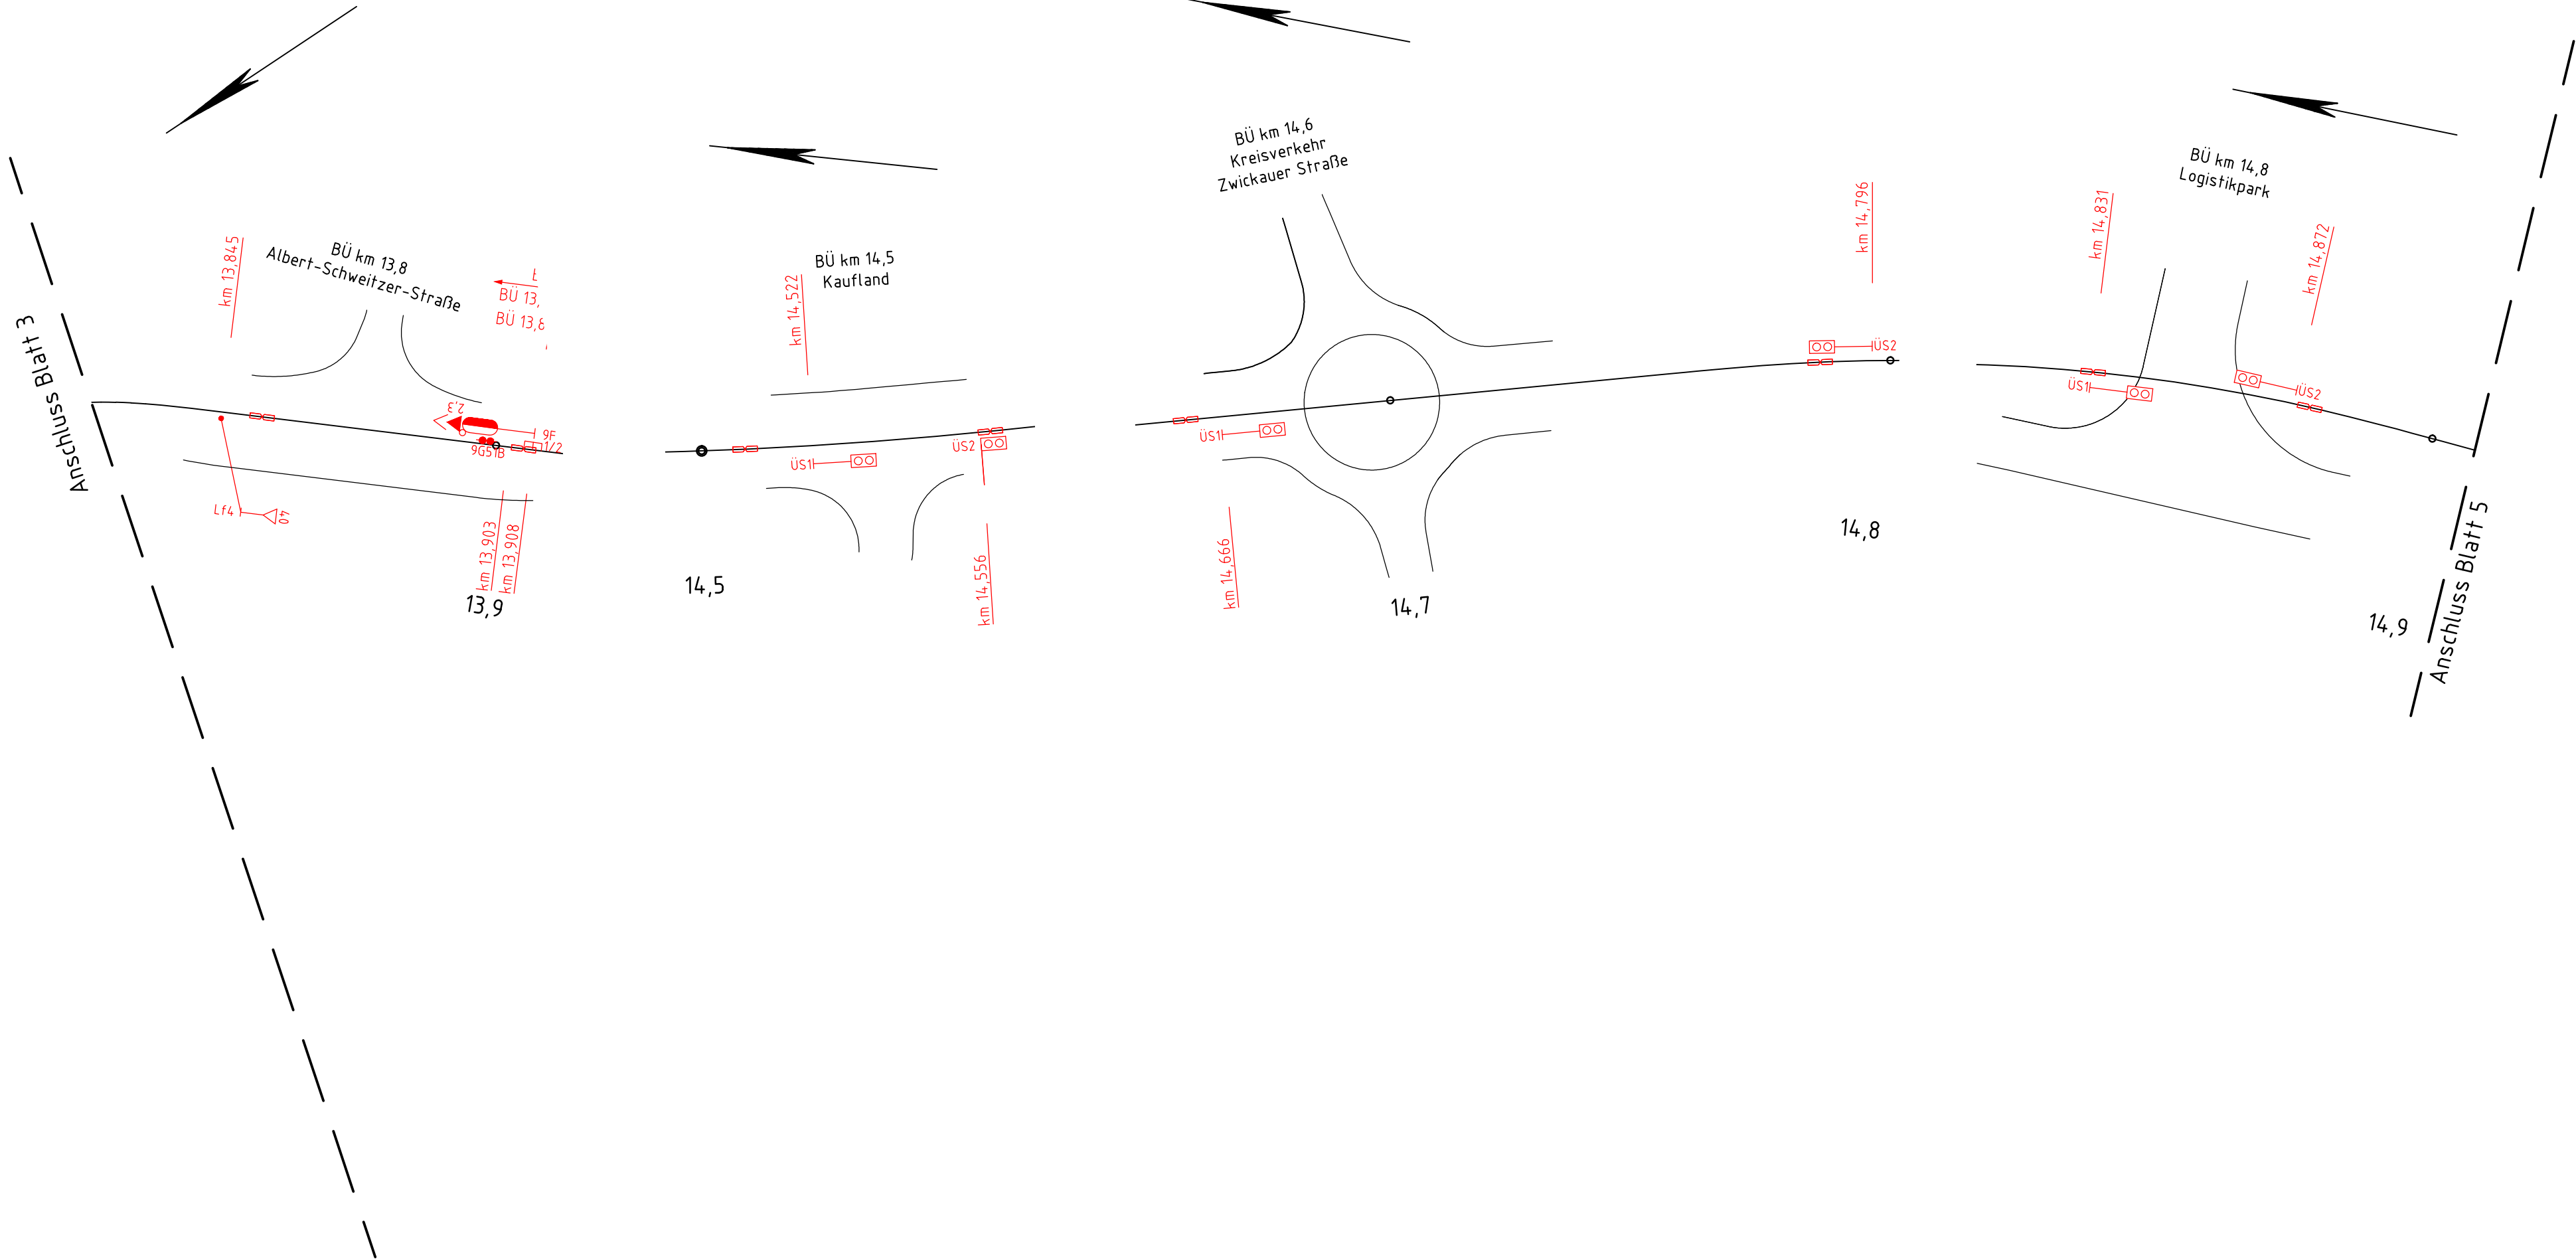 Anschluss Blatt 3
km 13,845
BÜ km 13,8
Albert-Schweitzer-Straße
BÜ 13,
BÜ 13,8
2,3
9F
1/2
9G51B
Lf4
40
km 13,903
km 13,908
13,9
BÜ km 14,5
Kaufland
km 14,522
ÜS1
ÜS2
km 14,556
14,5
BÜ km 14,6
Kreisverkehr
Zwickauer Straße
ÜS1
km 14,666
14,7
km 14,796
ÜS2
14,8
BÜ km 14,8
Logistikpark
km 14,831
km 14,872
ÜS1
ÜS2
14,9
Anschluss Blatt 5